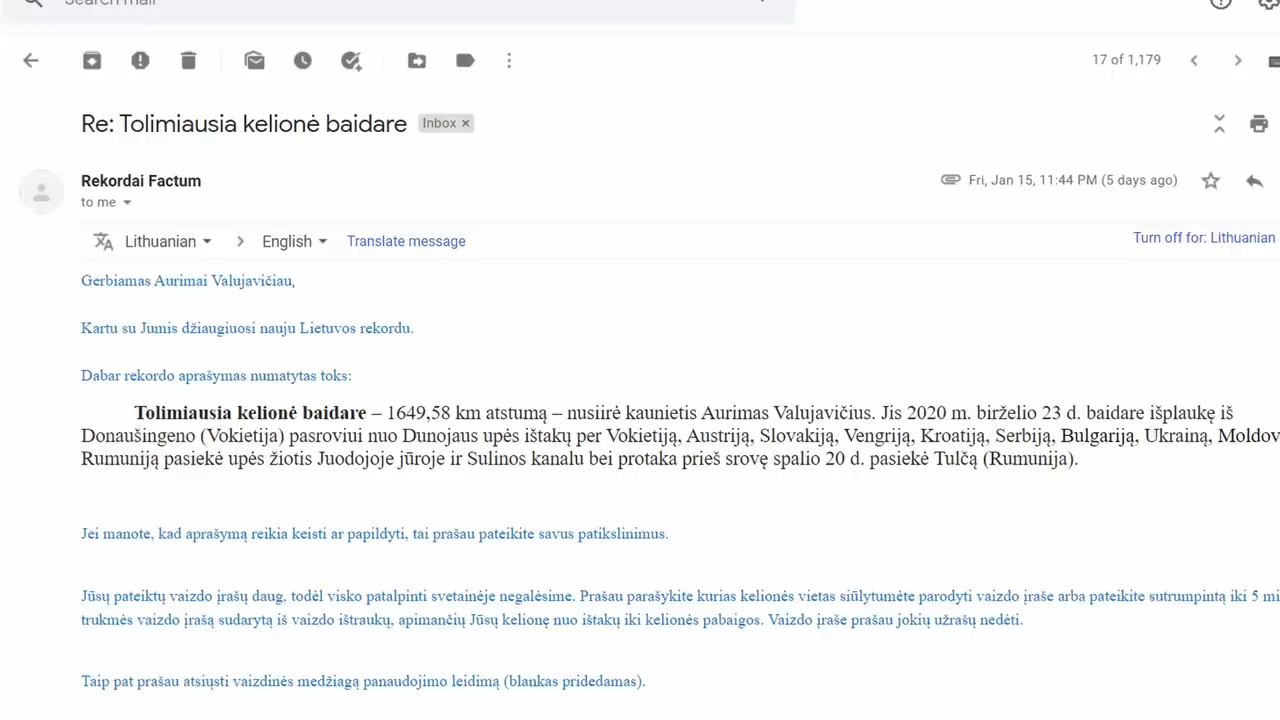 Search mail
17 of 1,179
Re: Tolimiausia kelionė baidare Inbox ×
Rekordai Factum
Fri, Jan 15, 11:44 PM (5 days ago)
to me
Lithuanian > English Translate message
Turn off for: Lithuanian
Gerbiamas Aurimai Valujavičiau,
Kartu su Jumis džiaugiuosi nauju Lietuvos rekordu.
Dabar rekordo aprašymas numatytas toks:
Tolimiausia kelionė baidare – 1649,58 km atstumą – nusiirė kaunietis Aurimas Valujavičius. Jis 2020 m. birželio 23 d. baidare išplaukę iš
Donaušingeno (Vokietija) pasroviui nuo Dunojaus upės ištakų per Vokietiją, Austriją, Slovakiją, Vengriją, Kroatiją, Serbiją, Bulgariją, Ukrainą, Moldov
Rumuniją pasiekė upės žiotis Juodojoje jūroje ir Sulinos kanalu bei protaka prieš srovę spalio 20 d. pasiekė Tulčą (Rumunija).
Jei manote, kad aprašymą reikia keisti ar papildyti, tai prašau pateikite savus patikslinimus.
Jūsų pateiktų vaizdo įrašų daug, todėl visko patalpinti svetainėje negalėsime. Prašau parašykite kurias kelionės vietas siūlytumėte parodyti vaizdo įraše arba pateikite sutrumpintą iki 5 mi
trukmės vaizdo įrašą sudarytą iš vaizdo ištraukų, apimančių Jūsų kelionę nuo ištakų iki kelionės pabaigos. Vaizdo įraše prašau jokių užrašų nedėti.
Taip pat prašau atsiųsti vaizdinės medžiagą panaudojimo leidimą (blankas pridedamas).